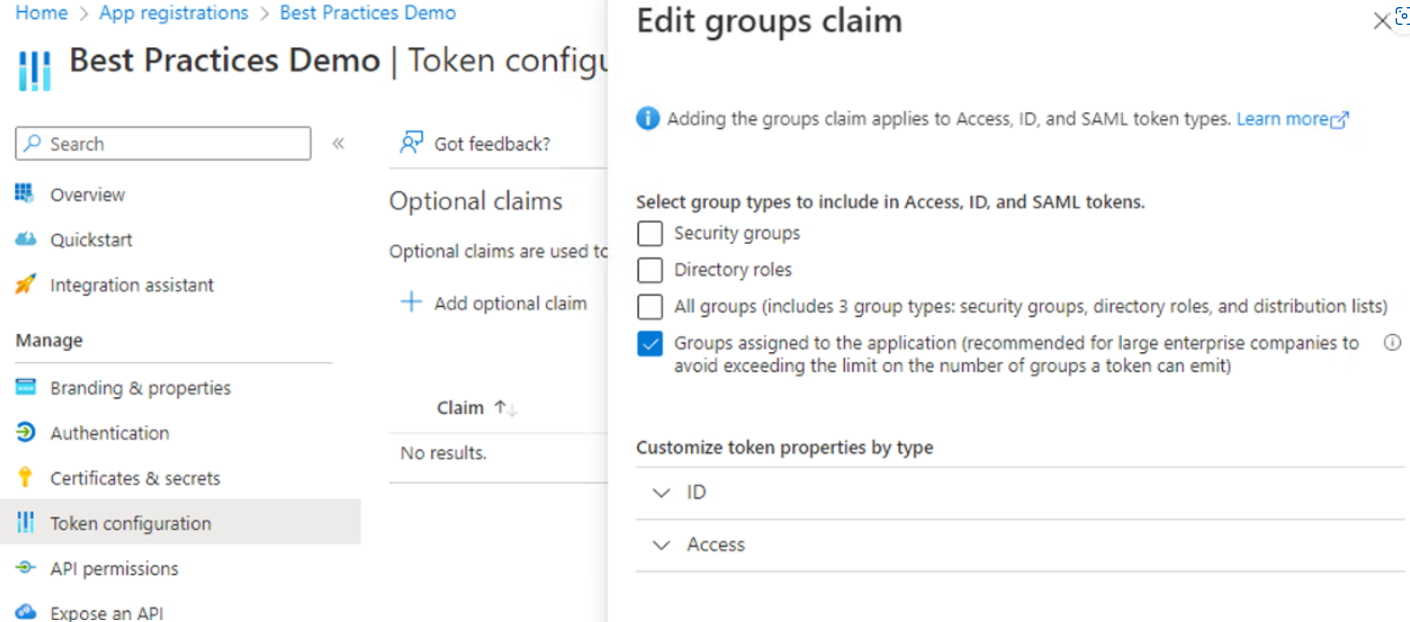 Home > App registrations > Best Practices Demo
Best Practices Demo | Token configu
Search
Overview
Quickstart
Integration assistant
Manage
Branding & properties
Authentication
Certificates & secrets
Token configuration
API permissions
Expose an API
Got feedback?
Optional claims
Optional claims are used to
Add optional claim
Claim
No results.
Edit groups claim
Adding the groups claim applies to Access, ID, and SAML token types. Learn more
Select group types to include in Access, ID, and SAML tokens.
Security groups
Directory roles
All groups (includes 3 group types: security groups, directory roles, and distribution lists)
Groups assigned to the application (recommended for large enterprise companies to
avoid exceeding the limit on the number of groups a token can emit)
Customize token properties by type
ID
Access